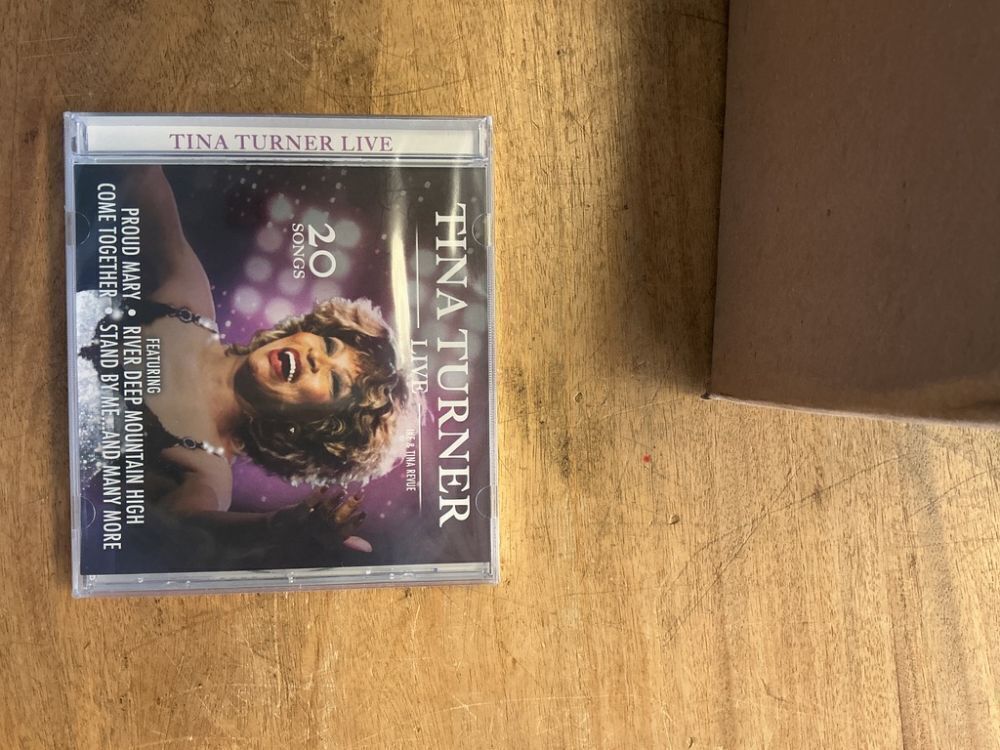 TINA TURNER LIVE
TINA TURNER
LIVE
IKE & TINA REVUE
20
SONGS
FEATURING
PROUD MARY • RIVER DEEP MOUNTAIN HIGH
COME TOGETHER • STAND BY ME...AND MANY MORE